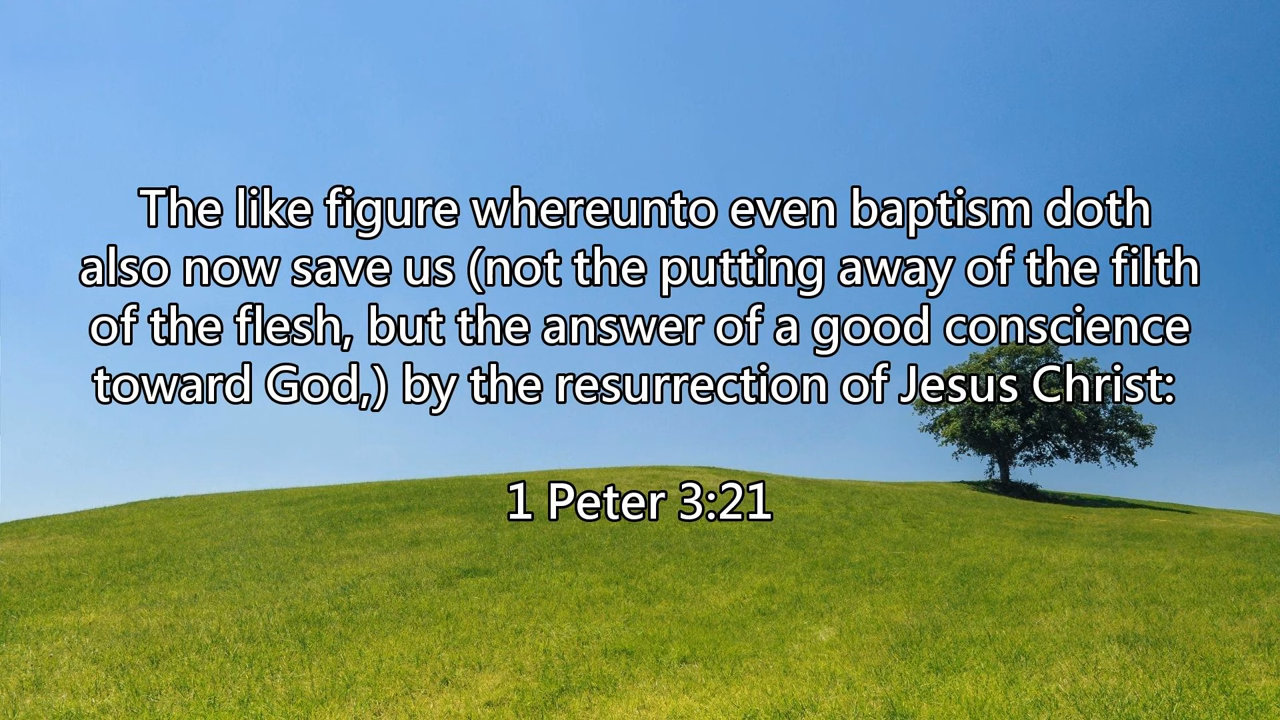 The like figure whereunto even baptism doth
also now save us (not the putting away of the filth
of the flesh, but the answer of a good conscience
toward God,) by the resurrection of Jesus Christ:
1 Peter 3:21